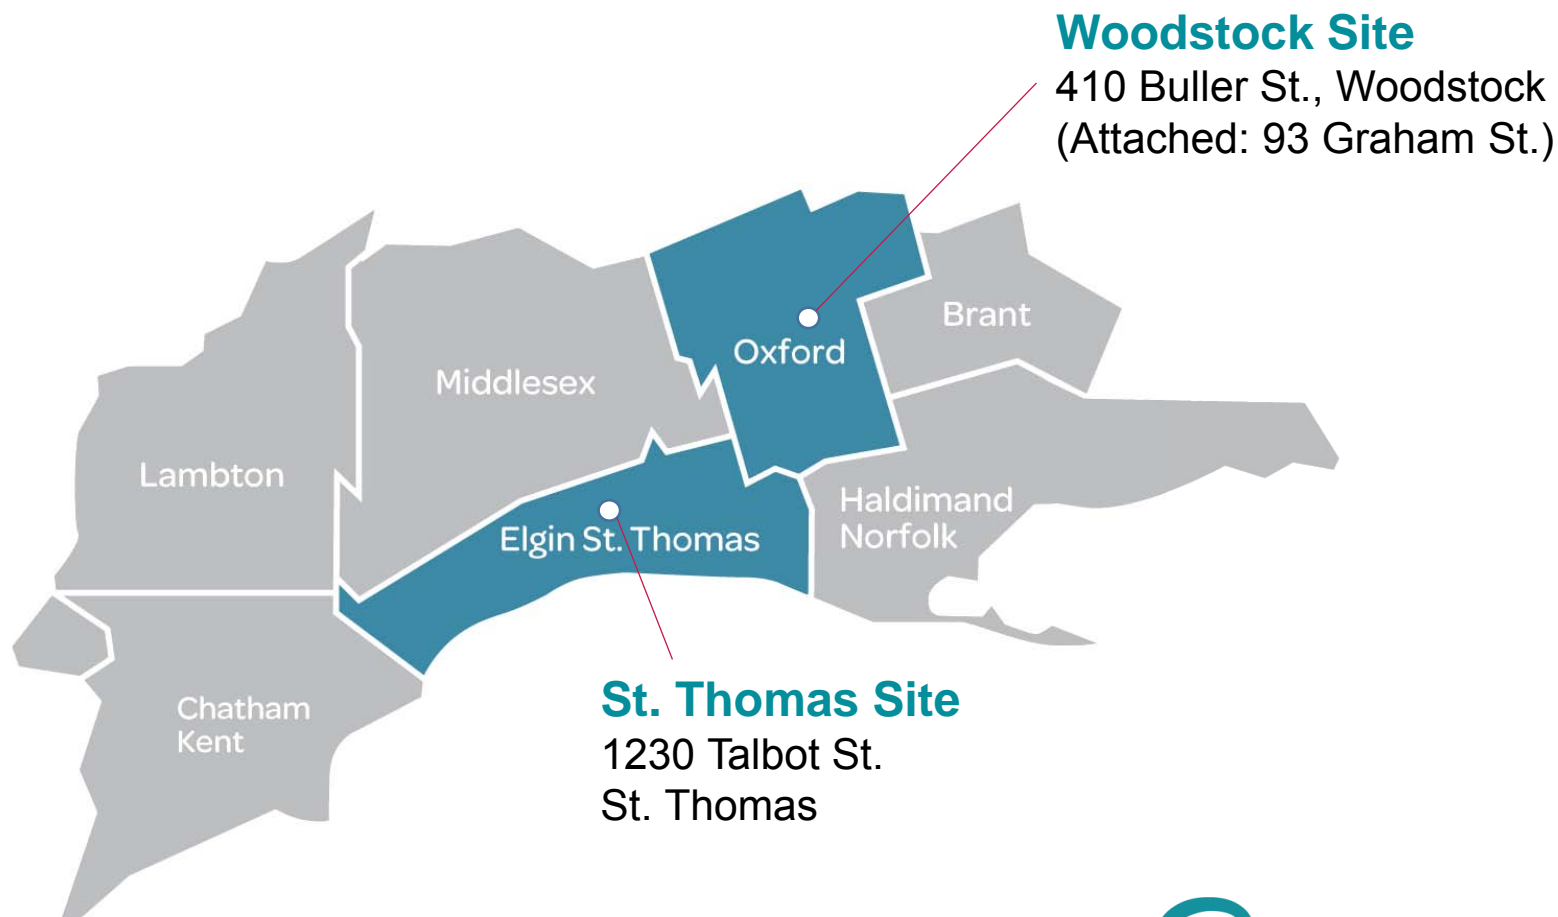 Woodstock Site
410 Buller St., Woodstock
(Attached: 93 Graham St.)
Brant
Oxford
Middlesex
Lambton
Haldimand
Norfolk
Elgin St. Thomas
Chatham
Kent
St. Thomas Site
1230 Talbot St.
St. Thomas